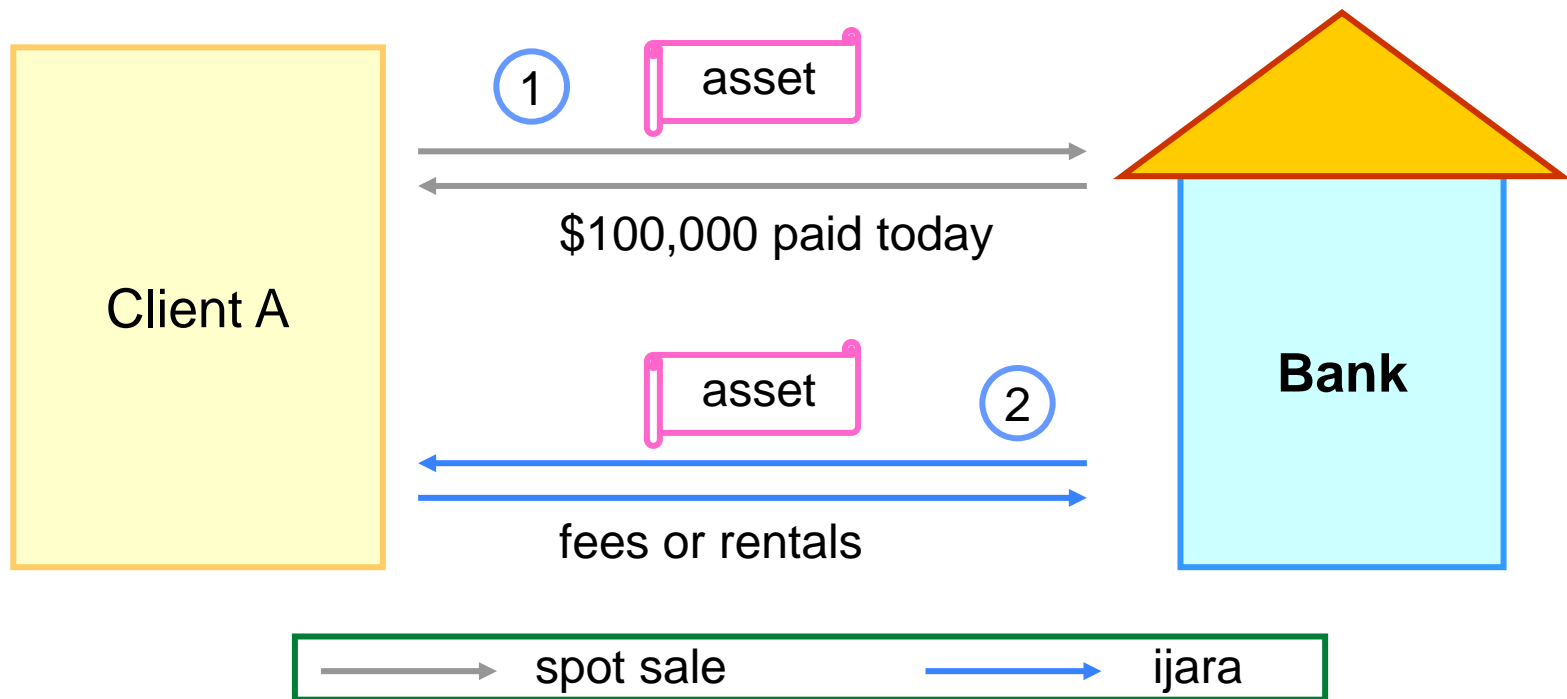 1
asset
$100,000 paid today
Client A
Bank
asset
2
fees or rentals
spot sale
ijara